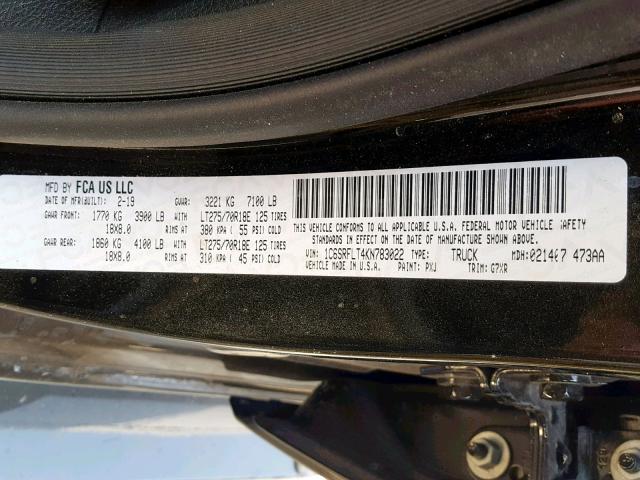 MFD BY FCA US LLC
DATE OF MFR(BUILT): 2-19 GVWR: 3221 KG 7100 LB
GAWR FRONT: 1770 KG 3900 LB WITH LT275/70R18E 125 TIRES
18X8.0 RIMS AT 380 KPA ( 55 PSI) COLD
GAWR REAR: 1860 KG 4100 LB WITH LT275/70R18E 125 TIRES
18X8.0 RIMS AT 310 KPA ( 45 PSI) COLD
THIS VEHICLE CONFORMS TO ALL APPLICABLE U.S.A. FEDERAL MOTOR VEHICLE SAFETY
STANDARDS IN EFFECT ON THE DATE OF MANUFACTURE SHOWN ABOVE.
VIN: 1C6SRFLT4KN783022 TYPE: TRUCK MDH:021407 473AA
VEHICLE MADE IN U.S.A. PAINT: PXJ TRIM: G7XR